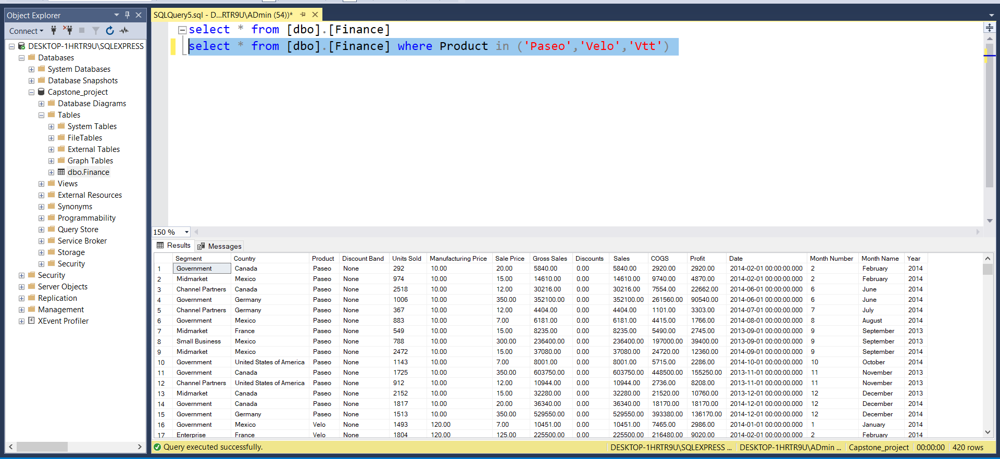 Object Explorer
Connect
DESKTOP-1HRTR9U\SQLEXPRESS
Databases
System Databases
Database Snapshots
Capstone_project
Database Diagrams
Tables
System Tables
FileTables
External Tables
Graph Tables
dbo.Finance
Views
External Resources
Synonyms
Programmability
Query Store
Service Broker
Storage
Security
Security
Server Objects
Replication
Management
XEvent Profiler
SQLQuery5.sql - D...RTR9U\ADmin (54))*
select * from [dbo].[Finance]
select * from [dbo].[Finance] where Product in ('Paseo','Velo','Vtt')
150 %
Results Messages
Segment Country Product Discount Band Units Sold Manufacturing Price Sale Price Gross Sales Discounts Sales COGS Profit Date Month Number Month Name Year
1 Government Canada Paseo None 292 10.00 20.00 5840.00 0.00 5840.00 2920.00 2920.00 2014-02-01 00:00:00.000 2 February 2014
2 Midmarket Mexico Paseo None 974 10.00 15.00 14610.00 0.00 14610.00 9740.00 4870.00 2014-02-01 00:00:00.000 2 February 2014
3 Channel Partners Canada Paseo None 2518 10.00 12.00 30216.00 0.00 30216.00 7554.00 22662.00 2014-06-01 00:00:00.000 6 June 2014
4 Government Germany Paseo None 1006 10.00 350.00 352100.00 0.00 352100.00 261560.00 90540.00 2014-06-01 00:00:00.000 6 June 2014
5 Channel Partners Germany Paseo None 367 10.00 12.00 4404.00 0.00 4404.00 1101.00 3303.00 2014-07-01 00:00:00.000 7 July 2014
6 Government Mexico Paseo None 883 10.00 7.00 6181.00 0.00 6181.00 4415.00 1766.00 2014-08-01 00:00:00.000 8 August 2014
7 Midmarket France Paseo None 549 10.00 15.00 8235.00 0.00 8235.00 5490.00 2745.00 2013-09-01 00:00:00.000 9 September 2013
8 Small Business Mexico Paseo None 788 10.00 300.00 236400.00 0.00 236400.00 197000.00 39400.00 2013-09-01 00:00:00.000 9 September 2013
9 Midmarket Mexico Paseo None 2472 10.00 15.00 37080.00 0.00 37080.00 24720.00 12360.00 2014-09-01 00:00:00.000 9 September 2014
10 Government United States of America Paseo None 1143 10.00 7.00 8001.00 0.00 8001.00 5715.00 2286.00 2014-10-01 00:00:00.000 10 October 2014
11 Government Canada Paseo None 1725 10.00 350.00 603750.00 0.00 603750.00 448500.00 155250.00 2013-11-01 00:00:00.000 11 November 2013
12 Channel Partners United States of America Paseo None 912 10.00 12.00 10944.00 0.00 10944.00 2736.00 8208.00 2013-11-01 00:00:00.000 11 November 2013
13 Midmarket Canada Paseo None 2152 10.00 15.00 32280.00 0.00 32280.00 21520.00 10760.00 2013-12-01 00:00:00.000 12 December 2013
14 Government Canada Paseo None 1817 10.00 20.00 36340.00 0.00 36340.00 18170.00 18170.00 2014-12-01 00:00:00.000 12 December 2014
15 Government Germany Paseo None 1513 10.00 350.00 529550.00 0.00 529550.00 393380.00 136170.00 2014-12-01 00:00:00.000 12 December 2014
16 Government Mexico Velo None 1493 120.00 7.00 10451.00 0.00 10451.00 7465.00 2986.00 2014-01-01 00:00:00.000 1 January 2014
17 Enterprise France Velo None 1804 120.00 125.00 225500.00 0.00 225500.00 216480.00 9020.00 2014-02-01 00:00:00.000 2 February 2014
Query executed successfully. DESKTOP-1HRTR9U\SQLEXPRESS ... DESKTOP-1HRTR9U\ADmin ... Capstone_project 00:00:00 420 rows